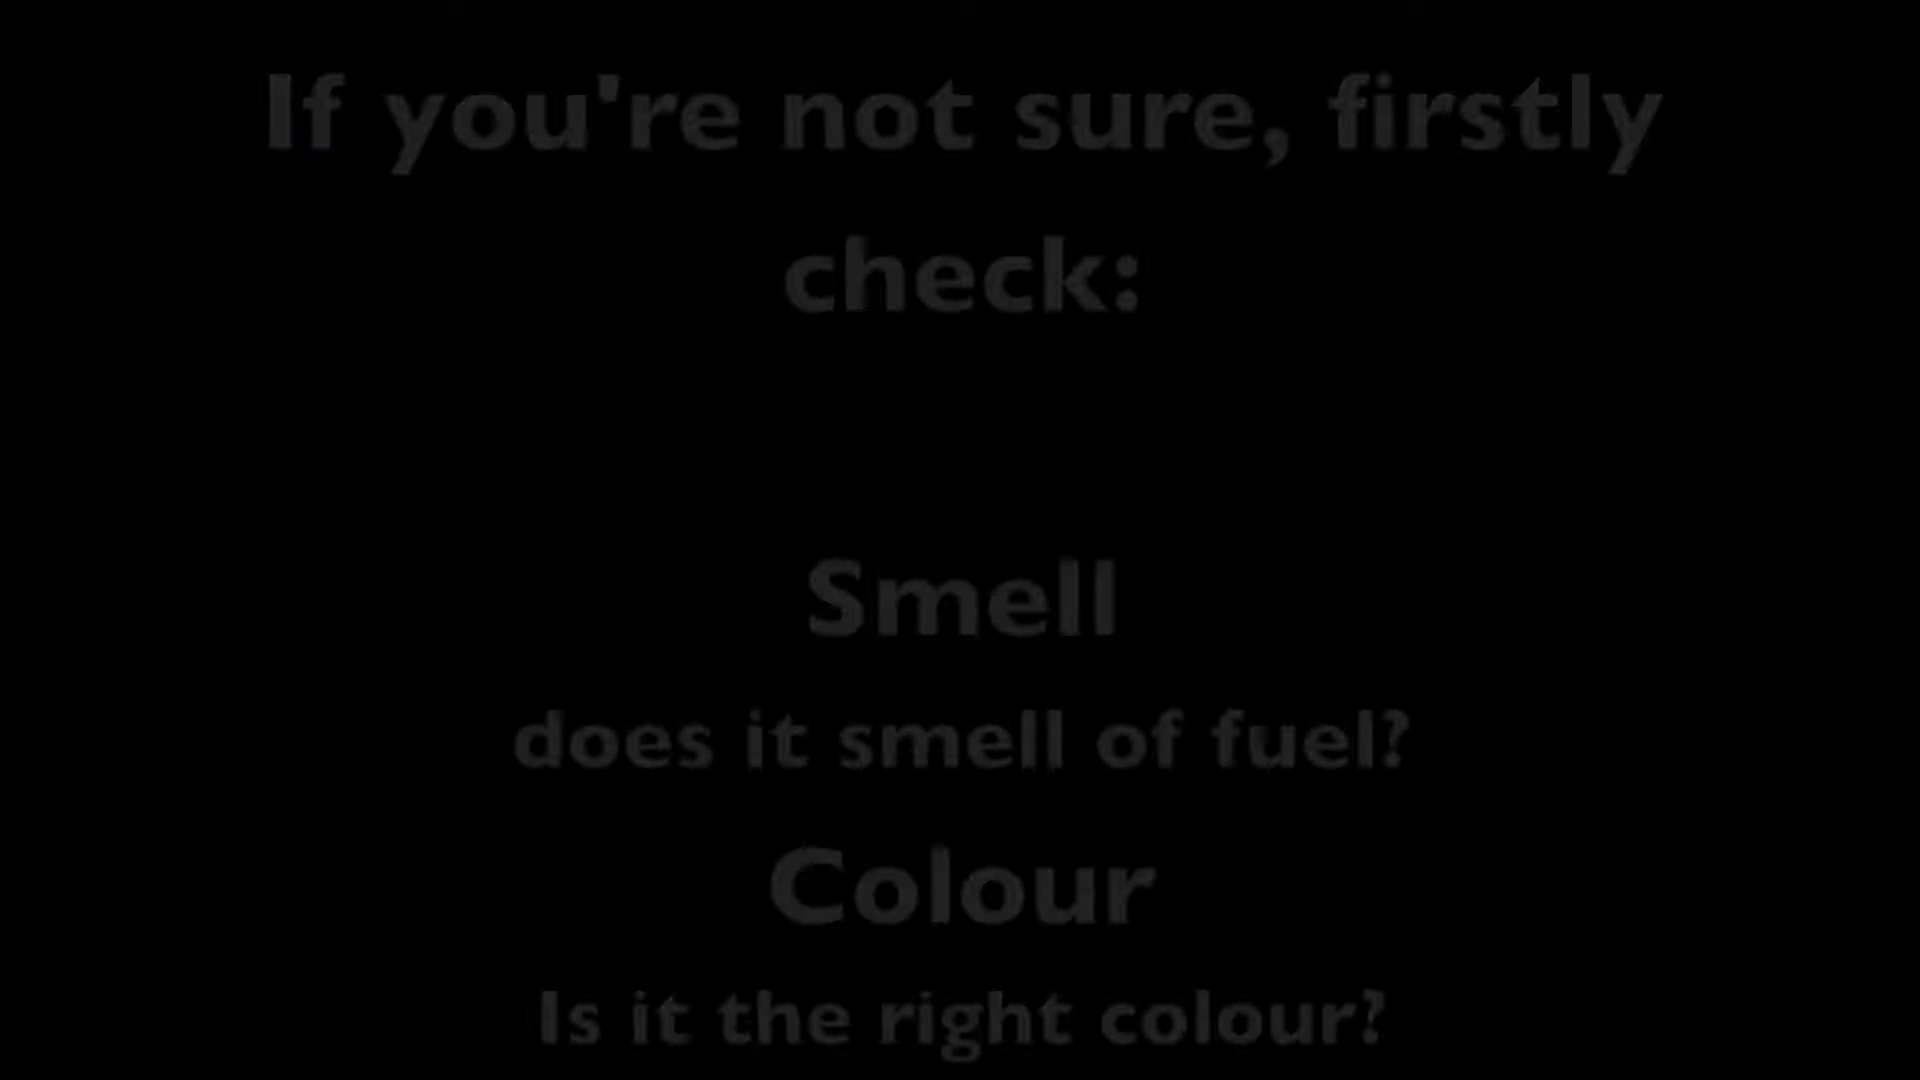 If you're not sure, firstly
check:
Smell
does it smell of fuel?
Colour
Is it the right colour?